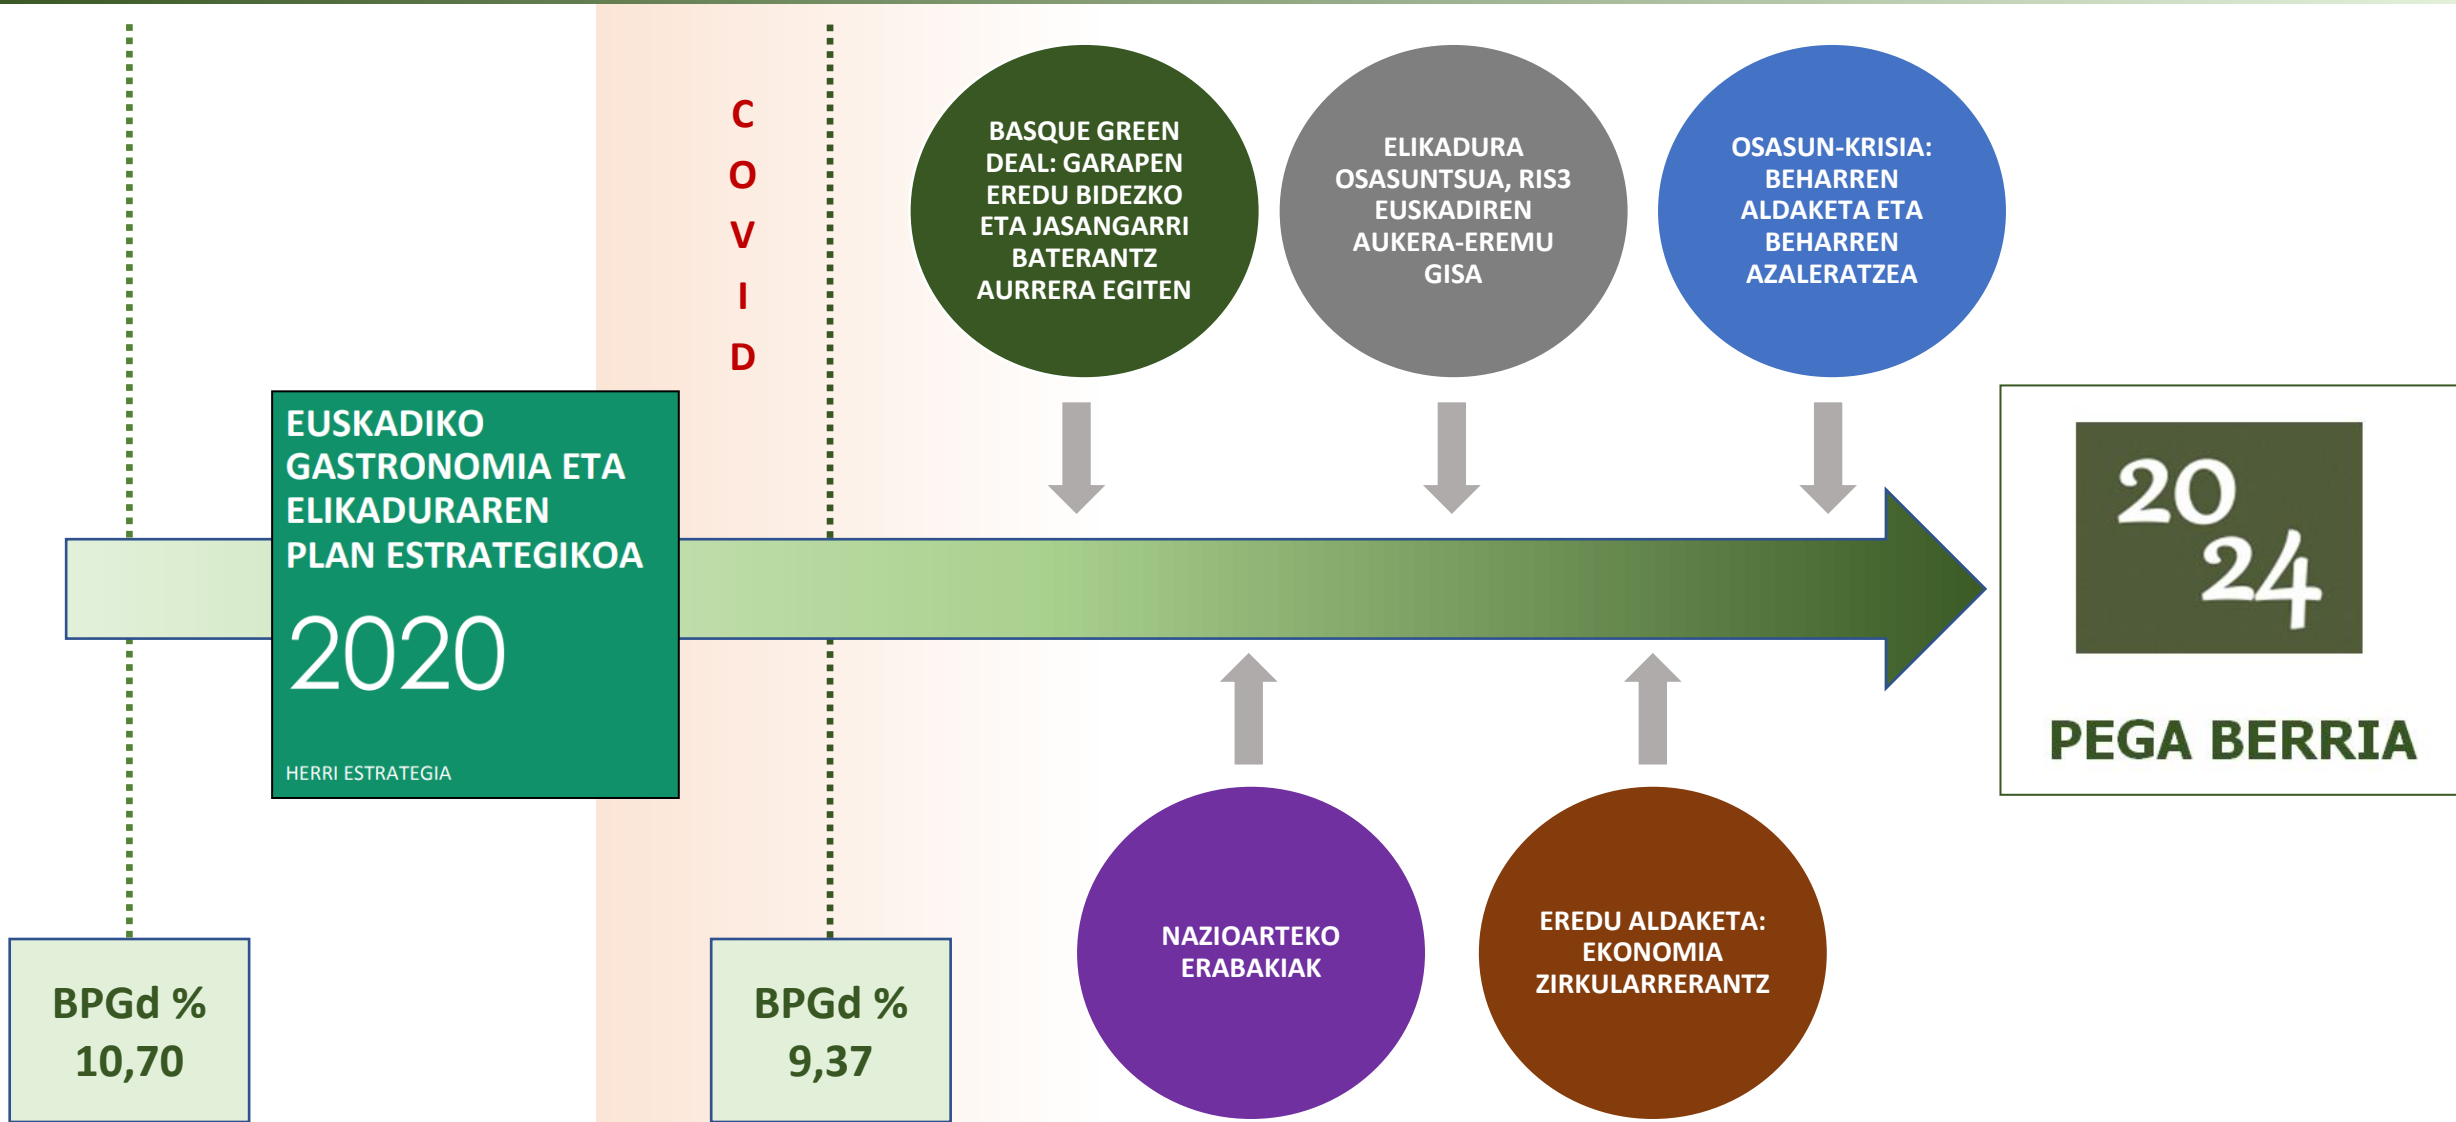 C
O
V
I
D
BASQUE GREEN
DEAL: GARAPEN
EREDU BIDEZKO
ETA JASANGARRI
BATERANTZ
AURRERA EGITEN
ELIKADURA
OSASUNTSUA, RIS3
EUSKADIREN
AUKERA-EREMU
GISA
OSASUN-KRISIA:
BEHARREN
ALDAKETA ETA
BEHARREN
AZALERATZEA
EUSKADIKO
GASTRONOMIA ETA
ELIKADURAREN
PLAN ESTRATEGIKOA
2020
HERRI ESTRATEGIA
20
24
PEGA BERRIA
NAZIOARTEKO
ERABAKIAK
EREDU ALDAKETA:
EKONOMIA
ZIRKULARRERANTZ
BPGd %
10,70
BPGd %
9,37